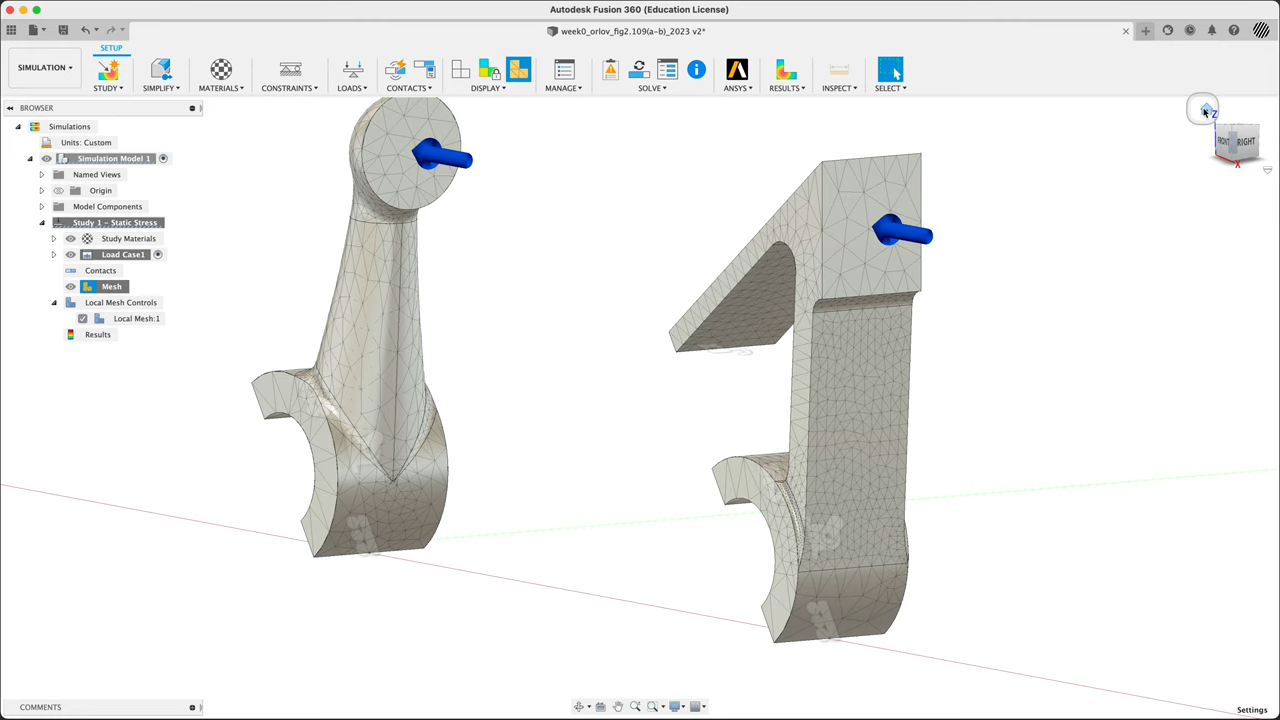 Autodesk Fusion 360 (Education License)
week0_orlov_fig2.109(a-b)_2023 v2*
SIMULATION
SETUP
STUDY
SIMPLIFY
MATERIALS
CONSTRAINTS
LOADS
CONTACTS
DISPLAY
MANAGE
SOLVE
ANSYS
RESULTS
INSPECT
SELECT
BROWSER
Simulations
Units: Custom
Simulation Model 1
Named Views
Origin
Model Components
Study 1 - Static Stress
Study Materials
Load Case1
Contacts
Mesh
Local Mesh Controls
Local Mesh:1
Results
Z
FRONT
RIGHT
X
COMMENTS
Settings